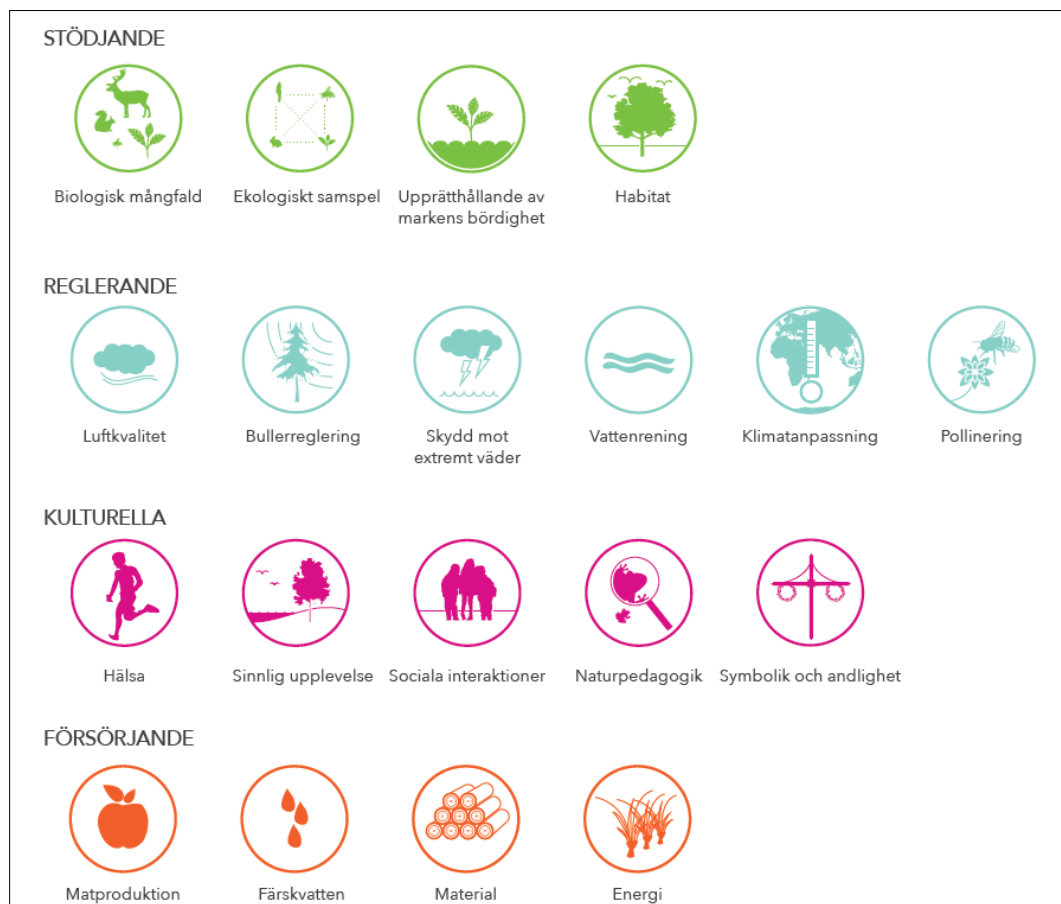 STÖDJANDE
Biologisk mångfald
Ekologiskt samspel
Upprätthållande av
markens bördighet
Habitat
REGLERANDE
Luftkvalitet
Bullerreglering
Skydd mot
extremt väder
Vattenrening
Klimatanpassning
Pollinering
KULTURELLA
Hälsa
Sinnlig upplevelse
Sociala interaktioner
Naturpedagogik
Symbolik och andlighet
FÖRSÖRJANDE
Matproduktion
Färskvatten
Material
Energi